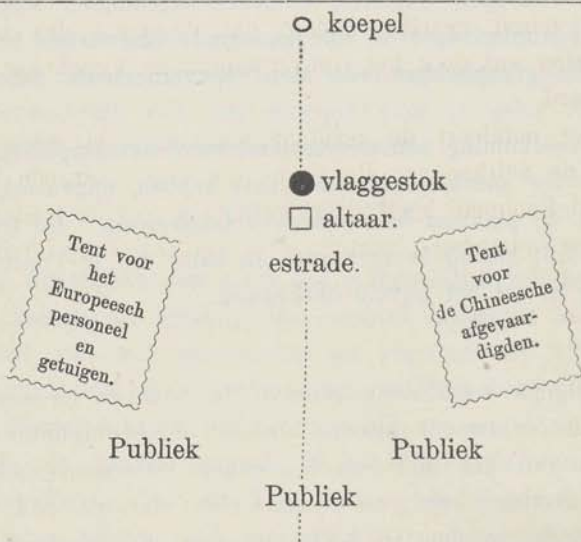 koepel
vlaggestok
altaar.
estrade.
Tent voor
het
Europeesch
personeel
en
getuigen.
Tent
voor
de Chineesche
afgevaar-
digden.
Publiek
Publiek
Publiek